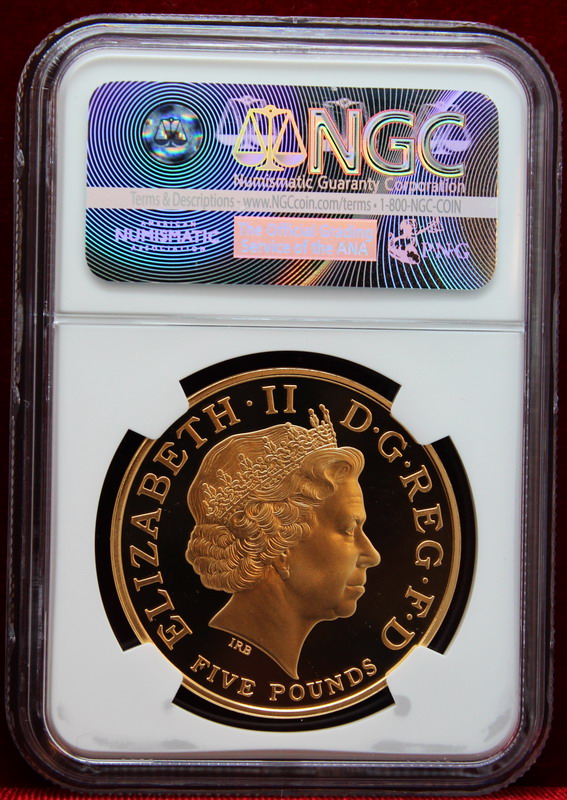 NGC
Numismatic Guaranty Corporation
Terms & Descriptions • www.NGCcoin.com/terms • 1-800-NGC-COIN
NUMISMATIC
The Official Grading
Service of the ANA
PNG
ELIZABETH · II D · G · REG · F · D
IRB
FIVE POUNDS